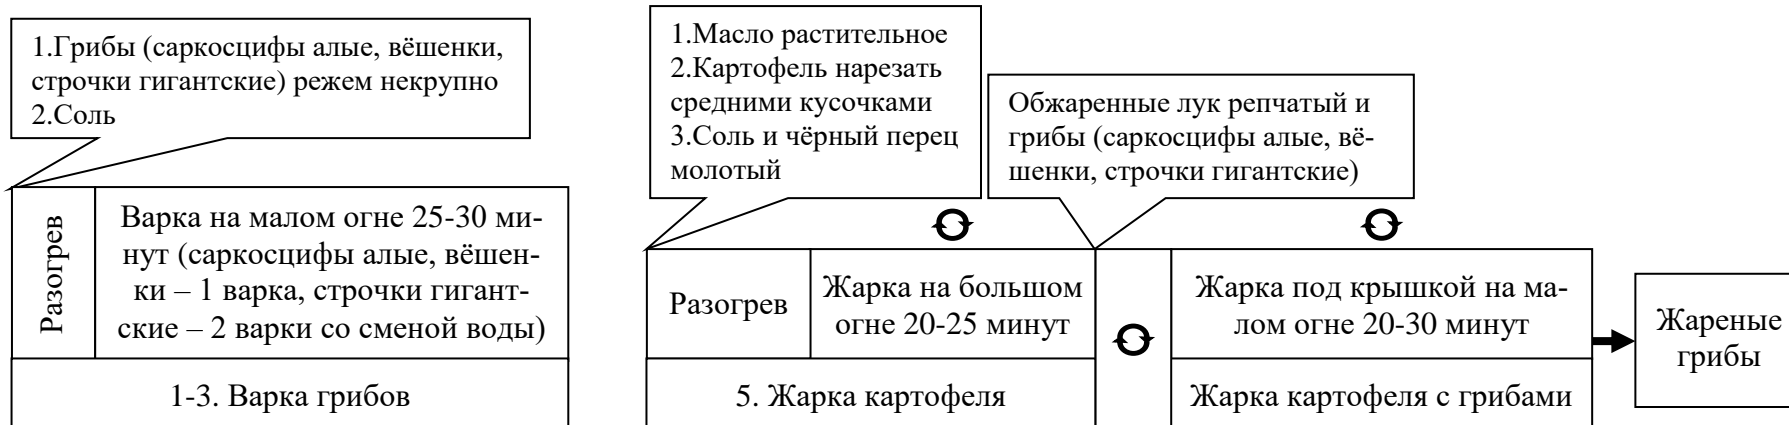 1.Грибы (саркосцифы алые, вёшенки,
строчки гигантские) режем некрупно
2.Соль
Разогрев
Варка на малом огне 25-30 ми-
нут (саркосцифы алые, вёшен-
ки – 1 варка, строчки гигант-
ские – 2 варки со сменой воды)
1-3. Варка грибов
1.Масло растительное
2.Картофель нарезать
средними кусочками
3.Соль и чёрный перец
молотый
Обжаренные лук репчатый и
грибы (саркосцифы алые, вё-
шенки, строчки гигантские)
Разогрев
Жарка на большом
огне 20-25 минут
5. Жарка картофеля
Жарка под крышкой на ма-
лом огне 20-30 минут
Жарка картофеля с грибами
Жареные
грибы